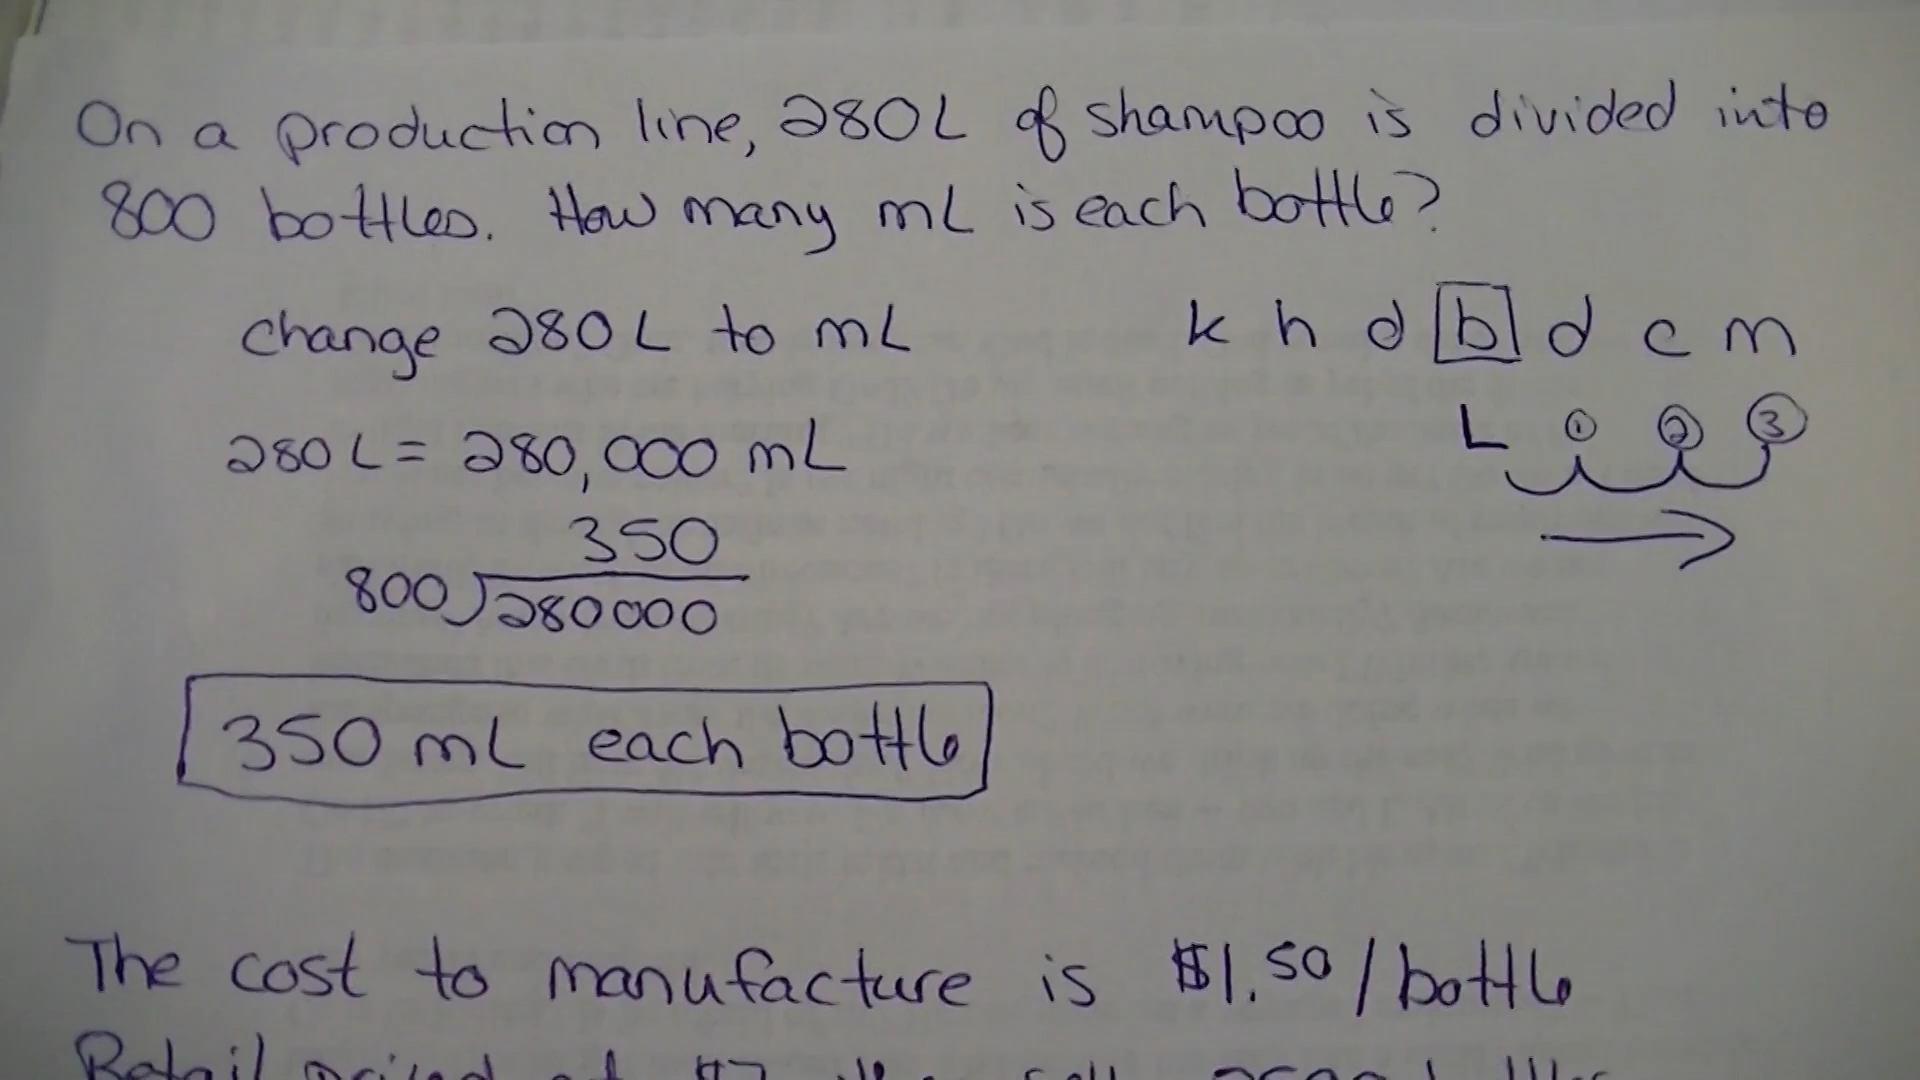 On a production line, 280L of shampoo is divided into
800 bottles. How many mL is each bottle?
change 280L to mL
k h d b d c m
280L = 280,000 mL
L 1 2 3
350
800 280000
350 mL each bottle
The cost to manufacture is $1.50/bottle
Retail